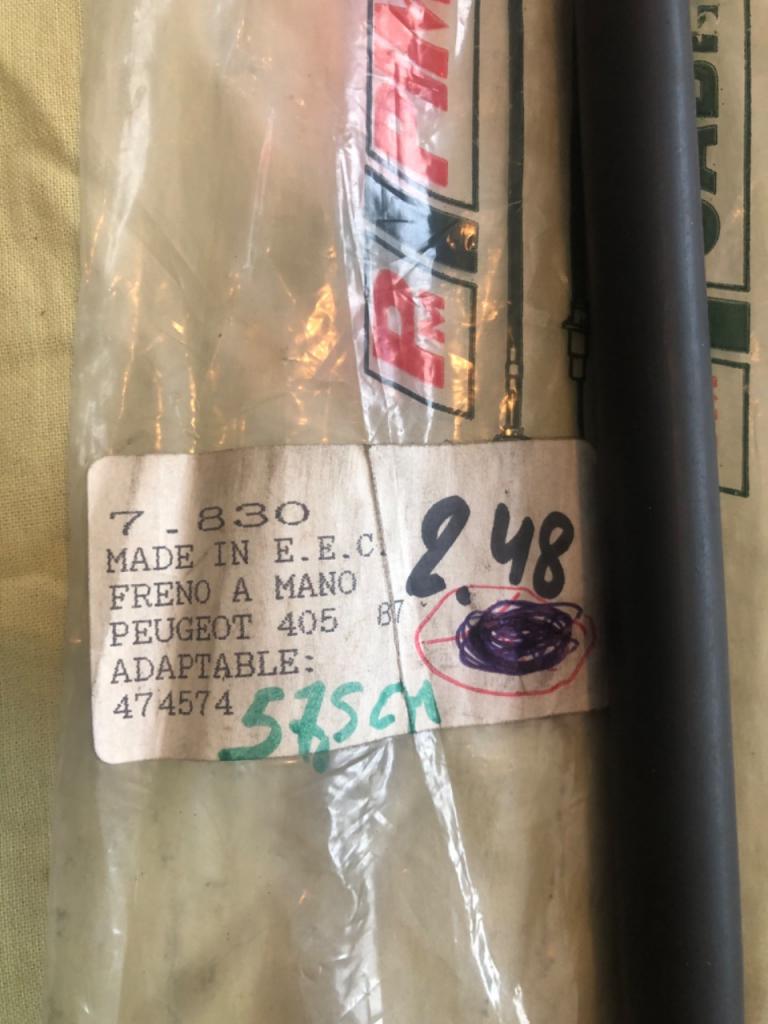 7.830
MADE IN E.E.C.
FRENO A MANO
PEUGEOT 405 87
ADAPTABLE:
474574
2.48